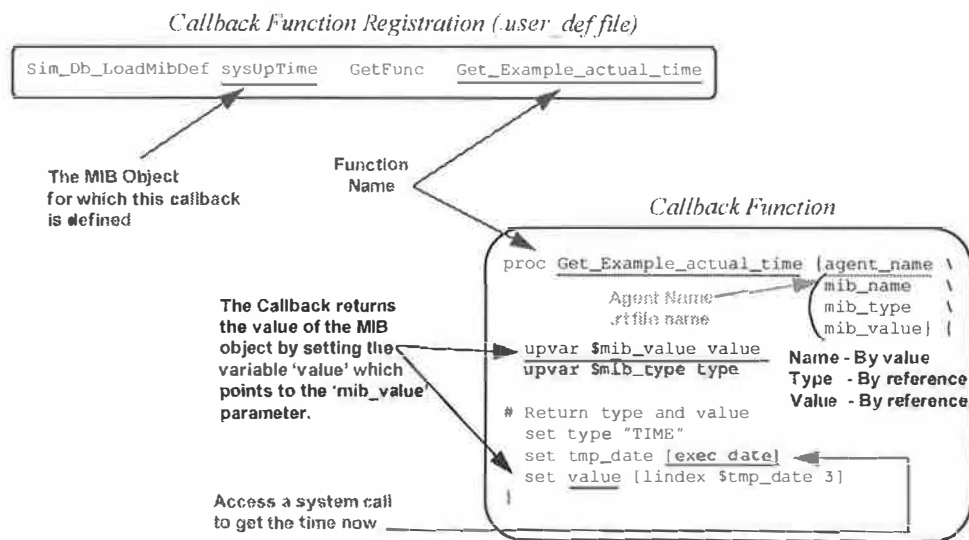 Callback Function Registration (.user_def file)
Sim_Db_LoadMibDef sysUpTime GetFunc Get_Example_actual_time
The MIB Object
for which this callback
is defined
Function
Name
Callback Function
proc Get_Example_actual_time {agent_name \
mib_name \
mib_type \
mib_value} {
Agent Name
.rtfile name
The Callback returns
the value of the MIB
object by setting the
variable ‘value’ which
points to the ‘mib_value’
parameter.
upvar $mib_value value
upvar $mib_type type
Name - By value
Type - By reference
Value - By reference
# Return type and value
set type "TIME"
set tmp_date [exec date]
set value [lindex $tmp_date 3]
}
Access a system call
to get the time now